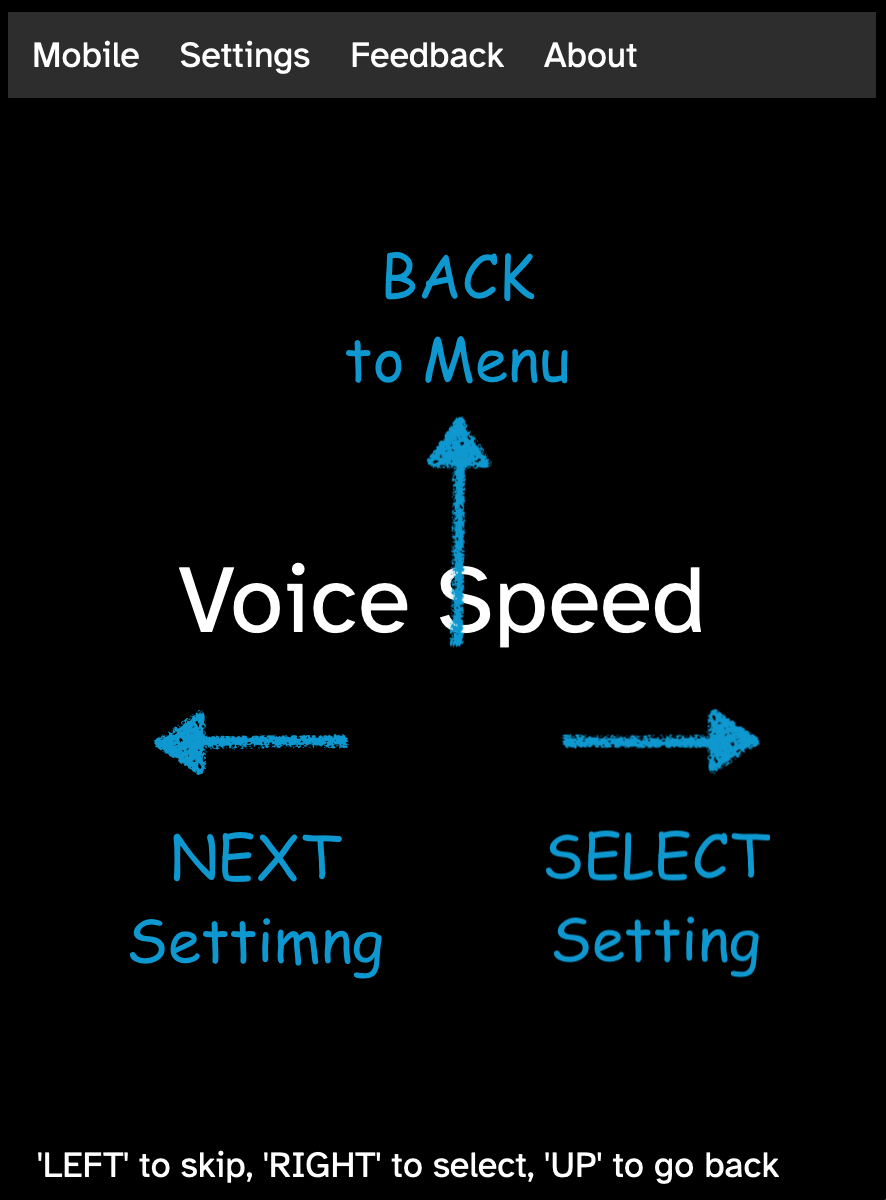 Mobile Settings Feedback About
BACK
to Menu
Voice Speed
NEXT SELECT
Settimng Setting
'LEFT' to skip, 'RIGHT' to select, 'UP' to go back